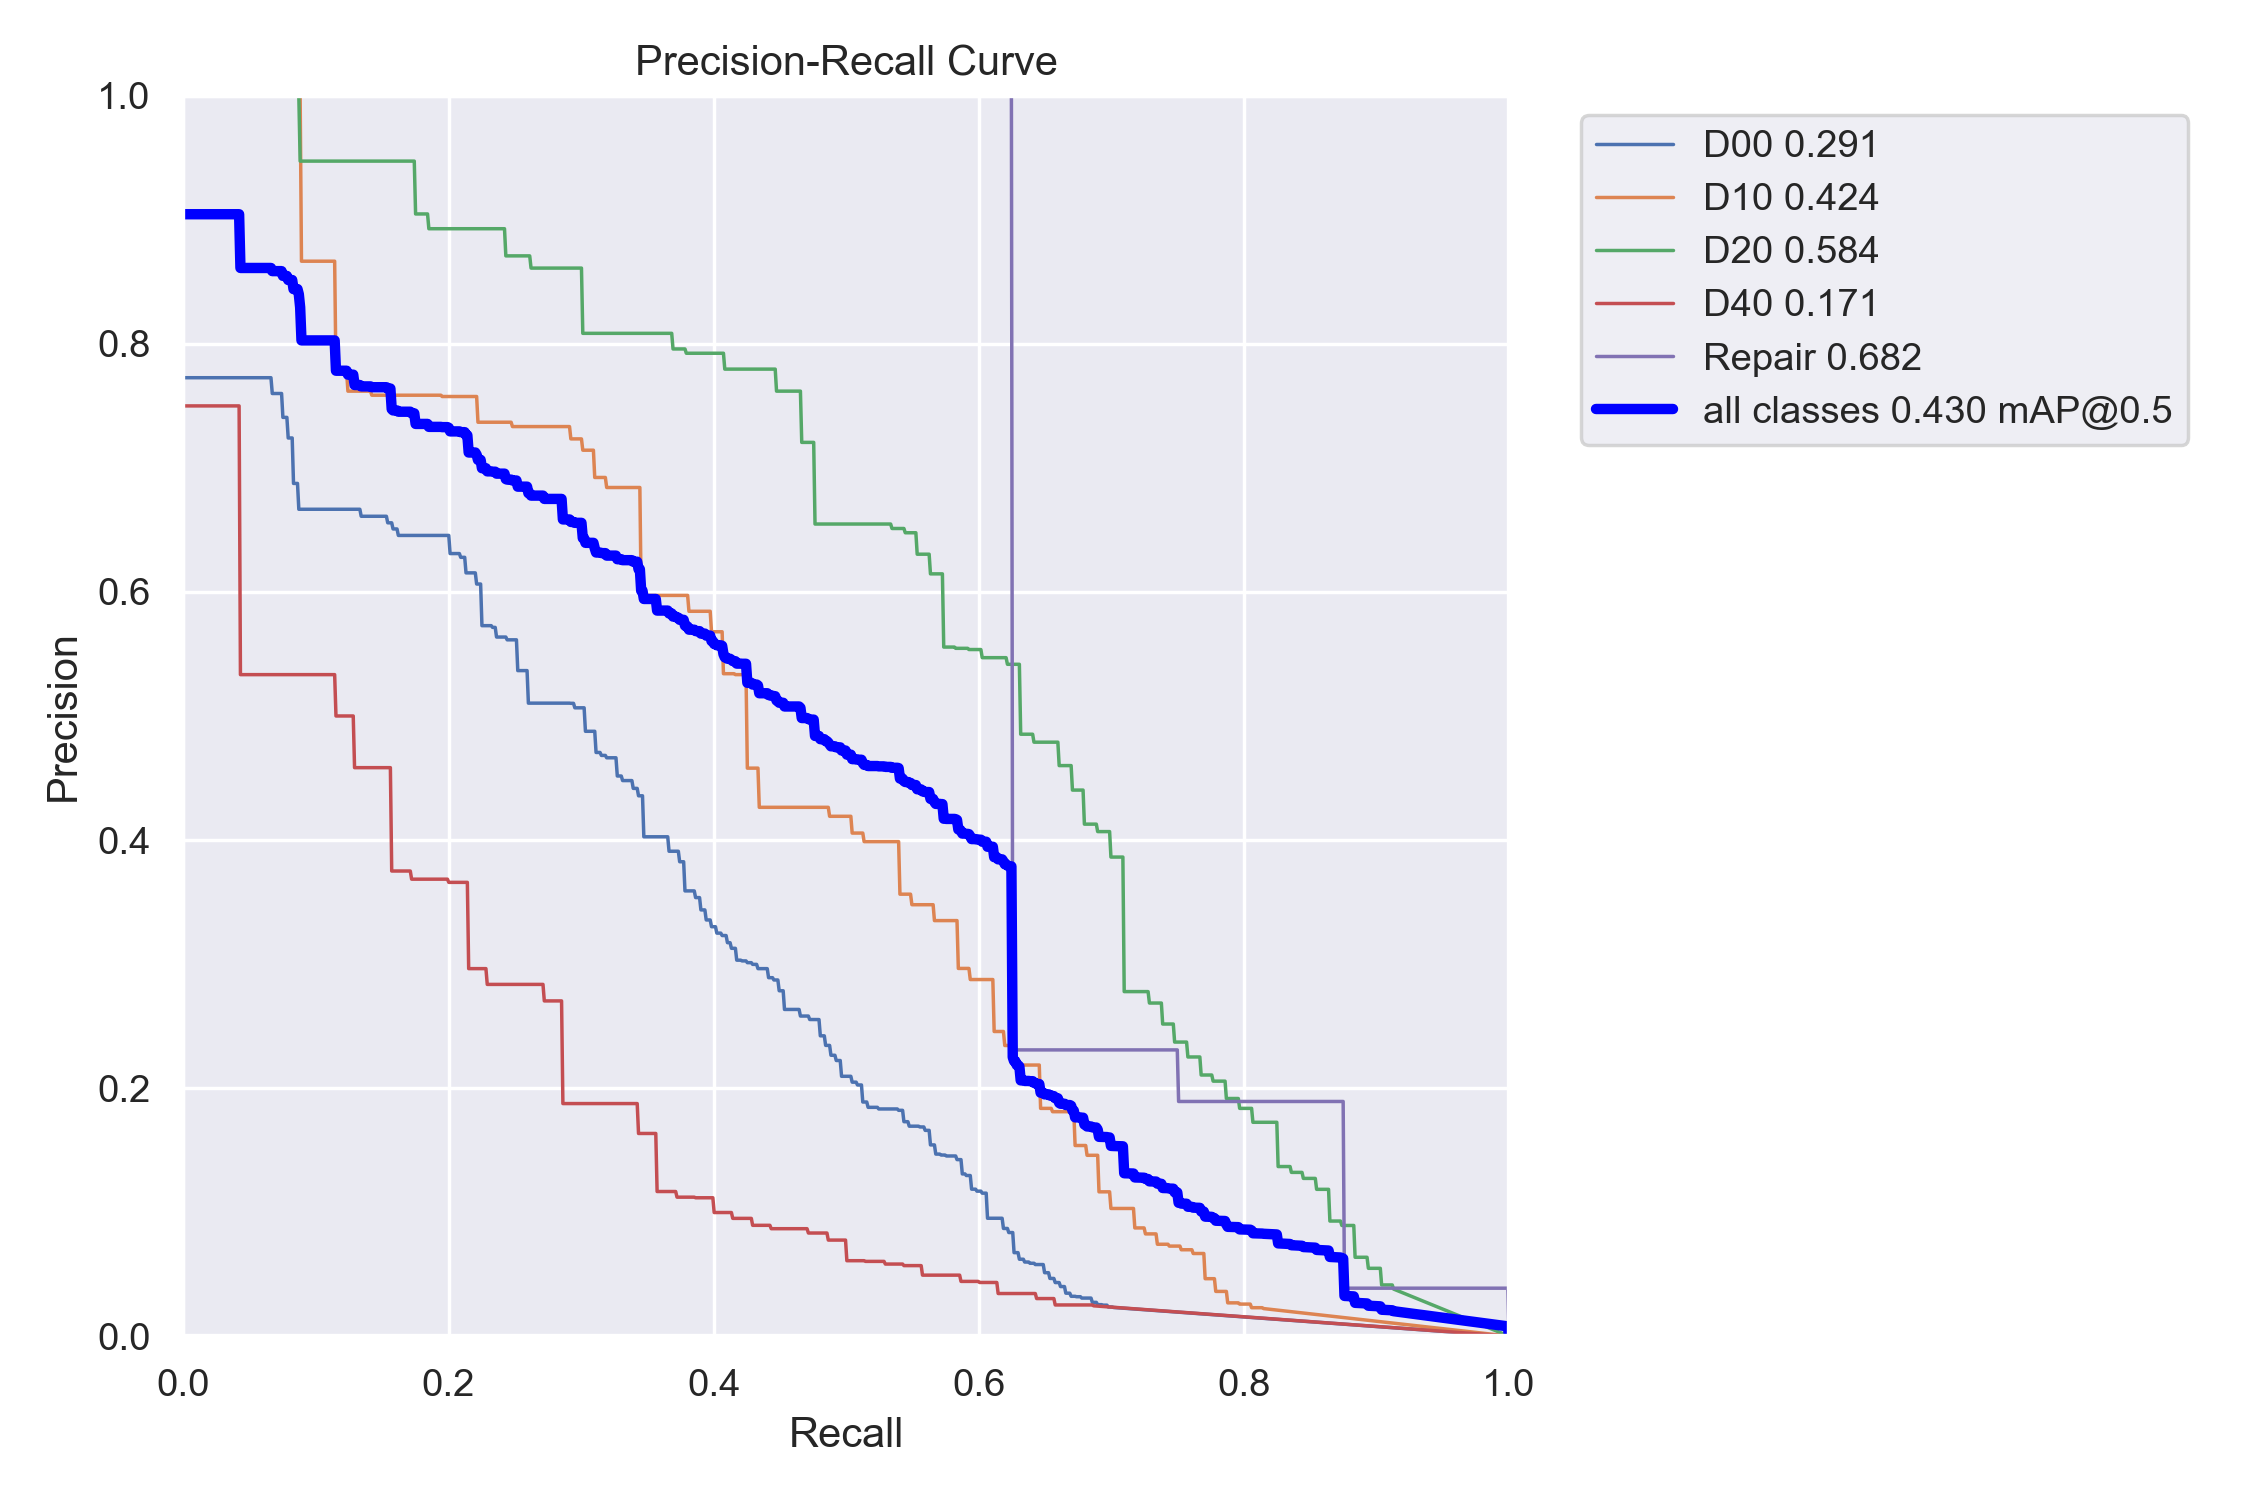 Precision-Recall Curve
1.0
0.8
0.6
0.4
0.2
0.0
Precision
0.0 0.2 0.4 0.6 0.8 1.0
Recall
D00 0.291
D10 0.424
D20 0.584
D40 0.171
Repair 0.682
all classes 0.430 mAP@0.5